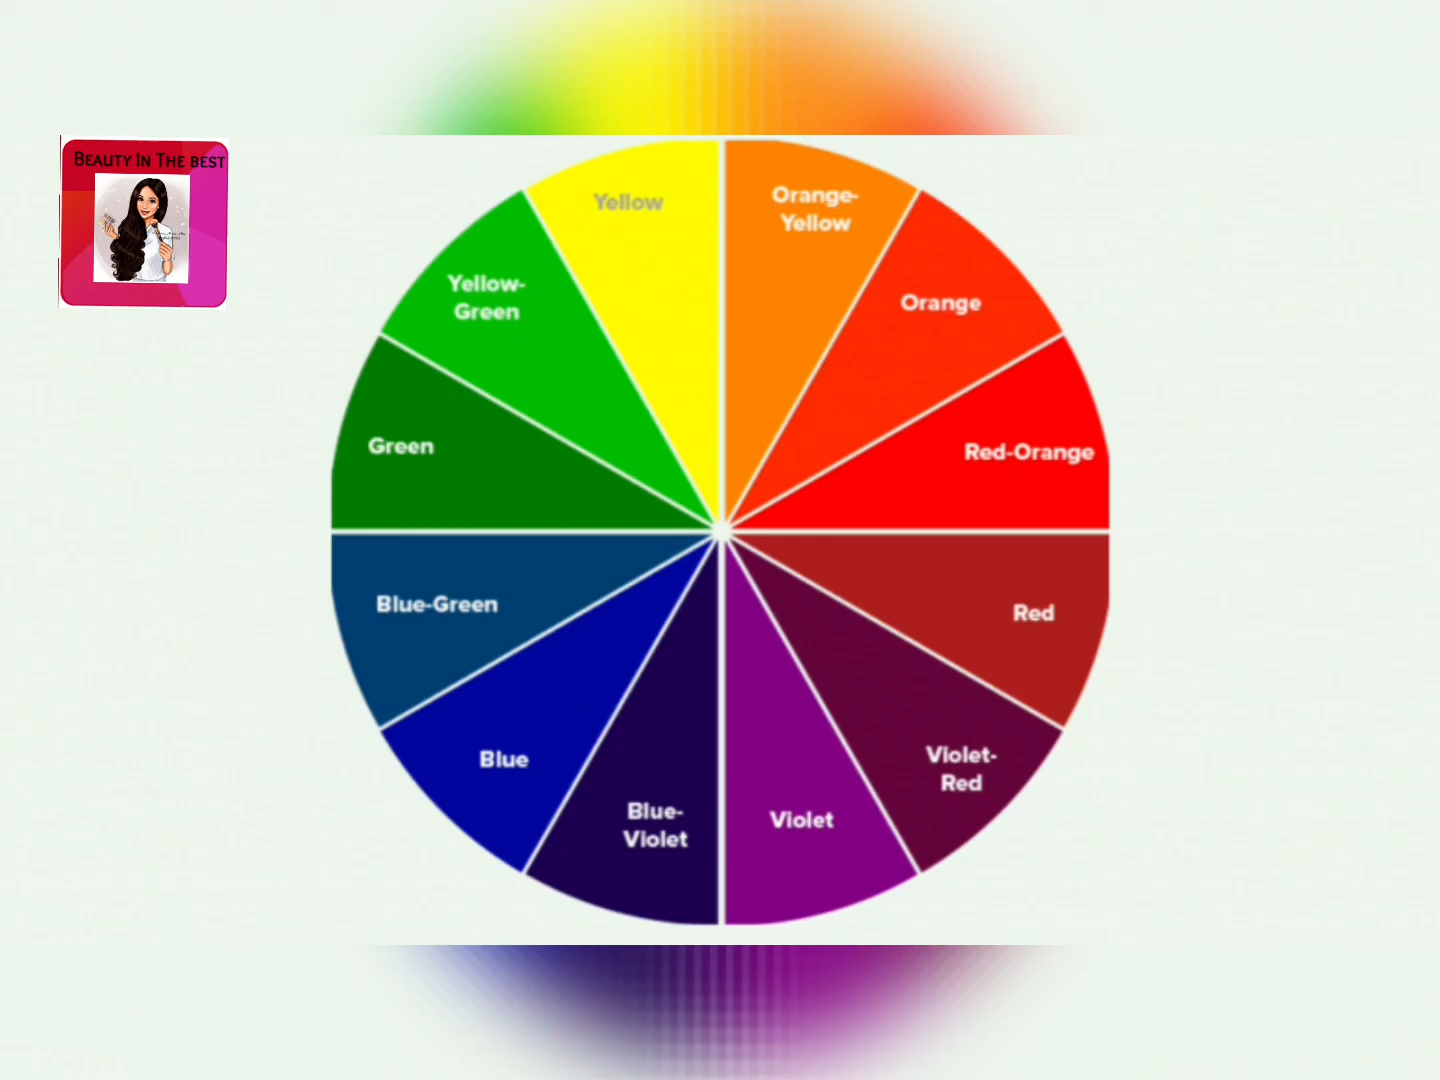 BEAUTY IN THE BEST
Yellow
Orange-
Yellow
Yellow-
Green
Orange
Green
Red-Orange
Blue-Green
Red
Blue
Violet-
Red
Blue-
Violet
Violet